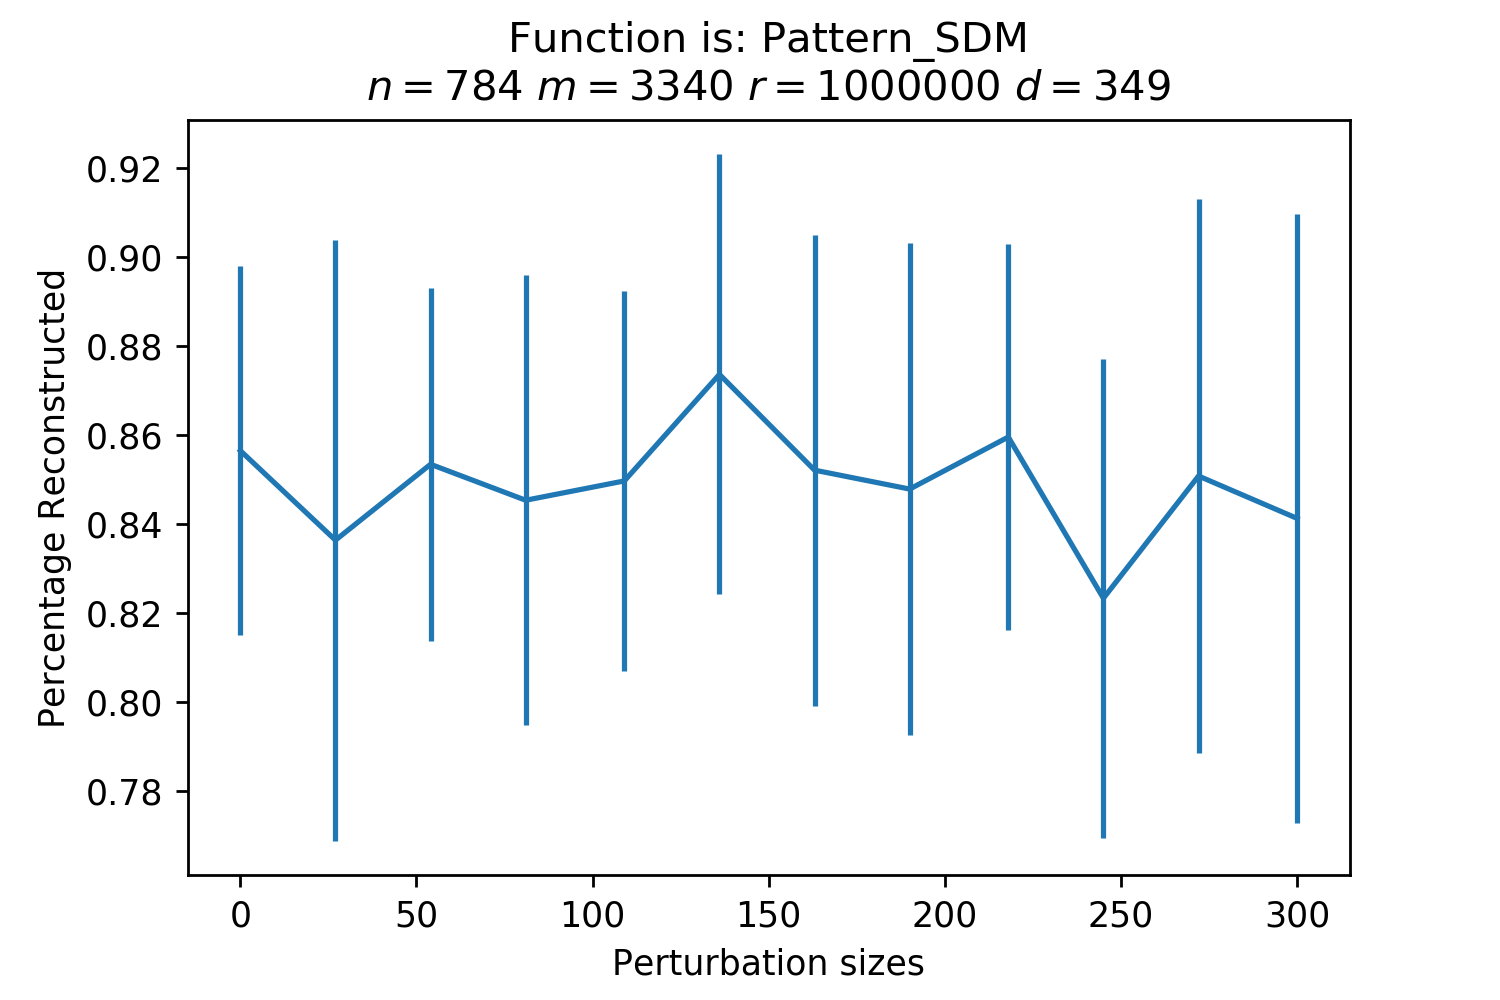 Function is: Pattern_SDM
n = 784 m = 3340 r = 1000000 d = 349
0.92
0.90
0.88
0.86
0.84
0.82
0.80
0.78
Percentage Reconstructed
0 50 100 150 200 250 300
Perturbation sizes